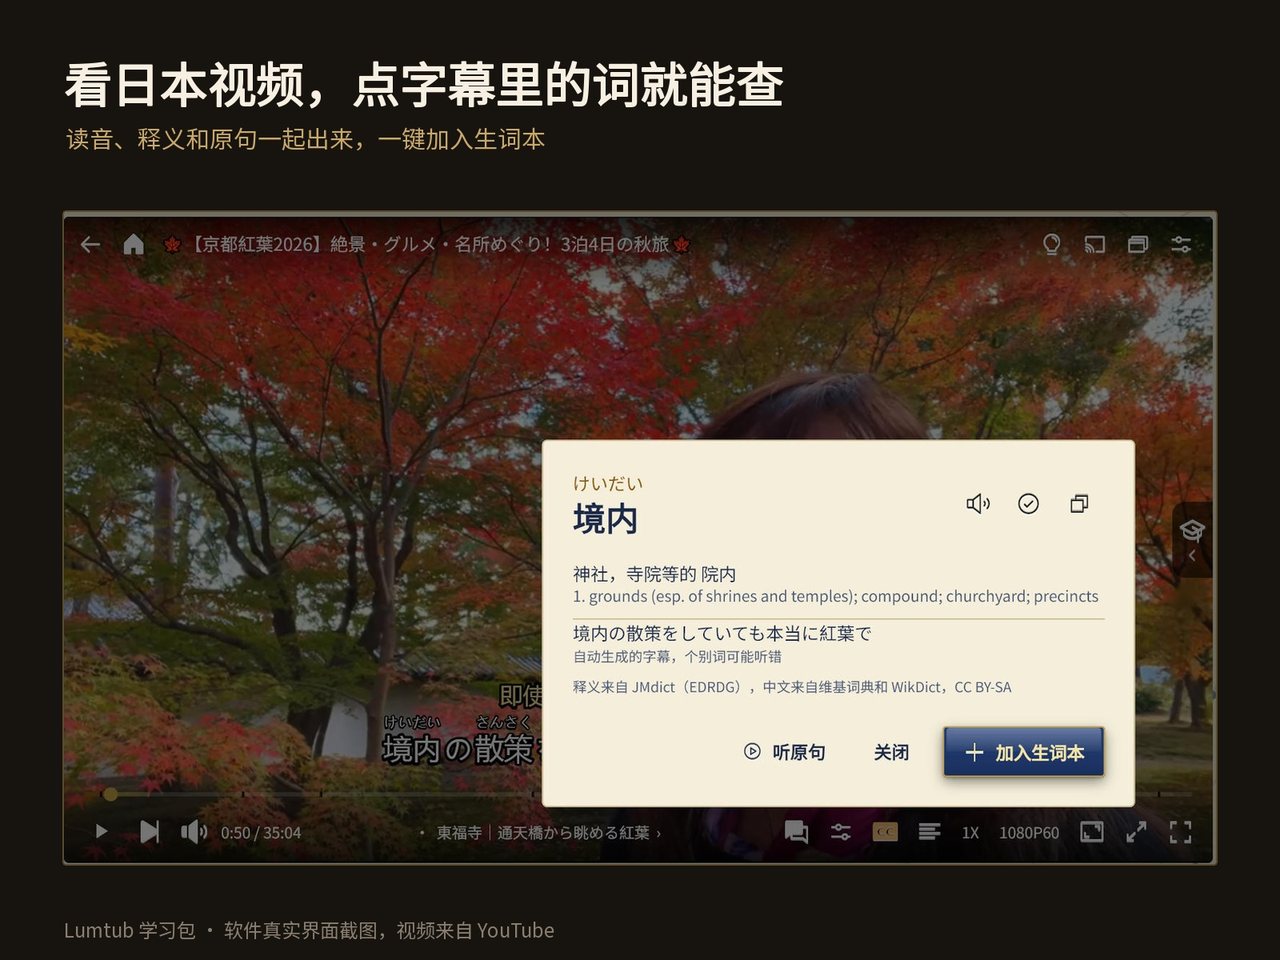 看日本视频，点字幕里的词就能查
读音、释义和原句一起出来，一键加入生词本
【京都紅葉2026】絶景・グルメ・名所めぐり！3泊4日の秋旅
けいだい
境内
神社，寺院等的 院内
1. grounds (esp. of shrines and temples); compound; churchyard; precincts
境内の散策をしていても本当に紅葉で
自动生成的字幕，个别词可能听错
释义来自 JMdict（EDRDG），中文来自维基词典和 WikDict，CC BY-SA
听原句
关闭
加入生词本
即使
けいだい さんさく
境内の散策
0:50 / 35:04
・ 東福寺｜通天橋から眺める紅葉 ›
CC
1X
1080P60
Lumtub 学习包 · 软件真实界面截图，视频来自 YouTube